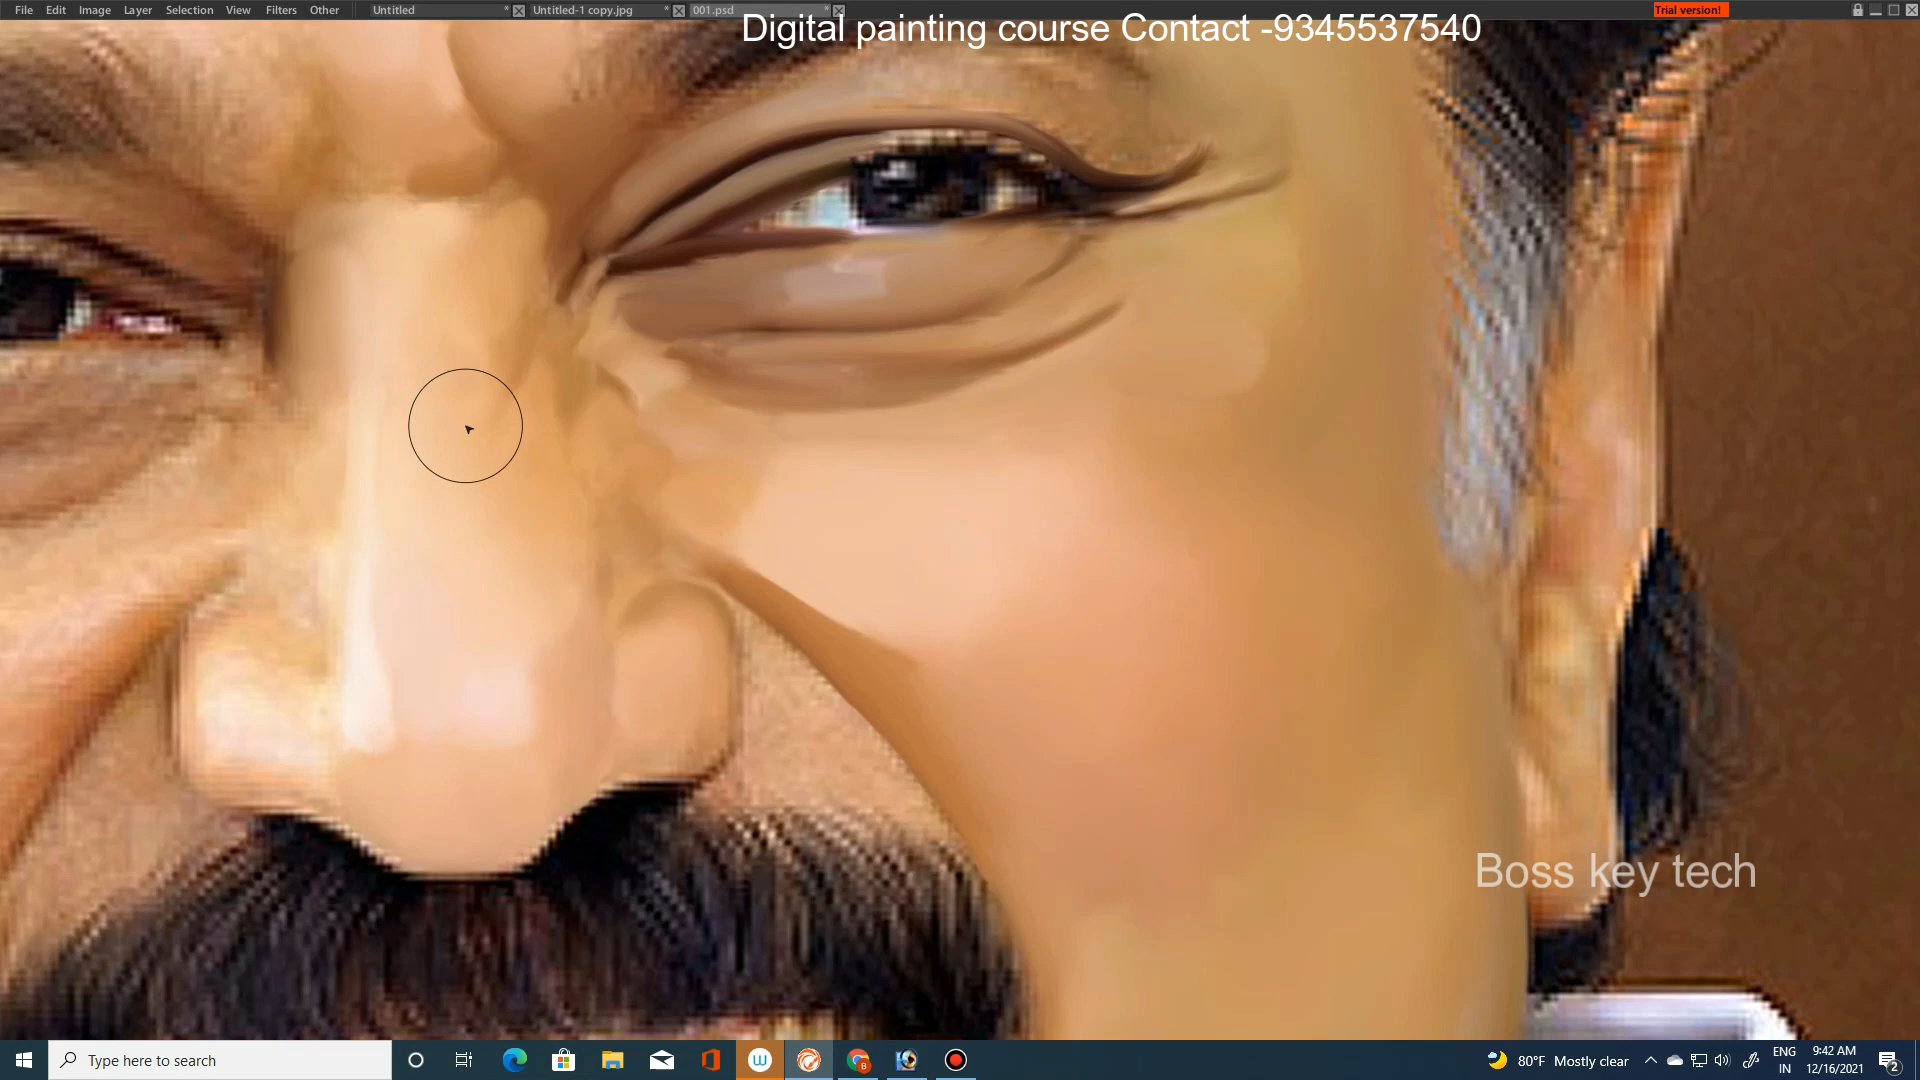 File Edit Image Layer Selection View Filters Other Untitled * Untitled-1 copy.jpg * 001.psd * Trial version!
Digital painting course Contact -9345537540
Boss key tech
Type here to search
80°F Mostly clear
ENG
IN
9:42 AM
12/16/2021
2